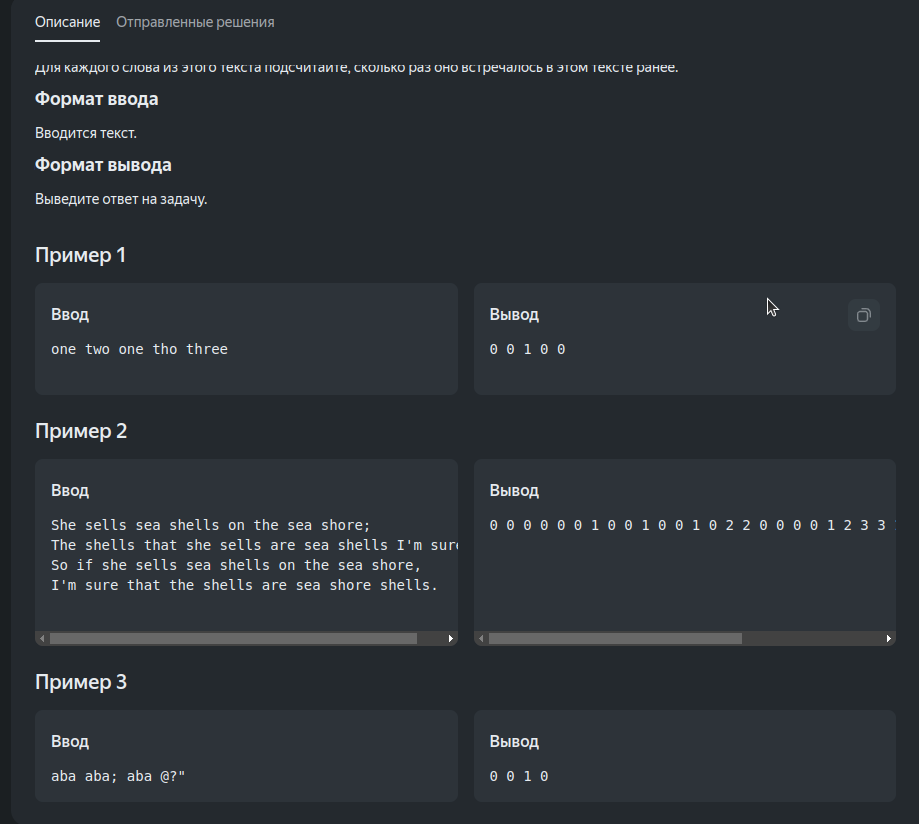 Описание Отправленные решения
Для каждого слова из этого текста подсчитайте, сколько раз оно встречалось в этом тексте ранее.
Формат ввода
Вводится текст.
Формат вывода
Выведите ответ на задачу.
Пример 1
Ввод
one two one tho three
Вывод
0 0 1 0 0
Пример 2
Ввод
She sells sea shells on the sea shore;
The shells that she sells are sea shells I'm sure
So if she sells sea shells on the sea shore,
I'm sure that the shells are sea shore shells.
Вывод
0 0 0 0 0 0 1 0 0 1 0 0 1 0 2 2 0 0 0 0 1 2 3 3
Пример 3
Ввод
aba aba; aba @?"
Вывод
0 0 1 0